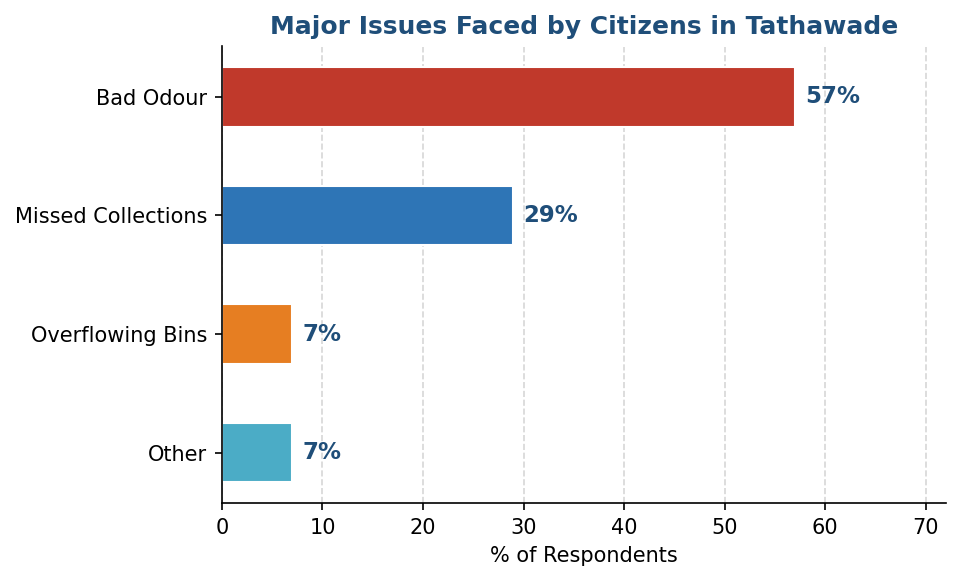 Major Issues Faced by Citizens in Tathawade
Bad Odour 57%
Missed Collections 29%
Overflowing Bins 7%
Other 7%
0 10 20 30 40 50 60 70
% of Respondents